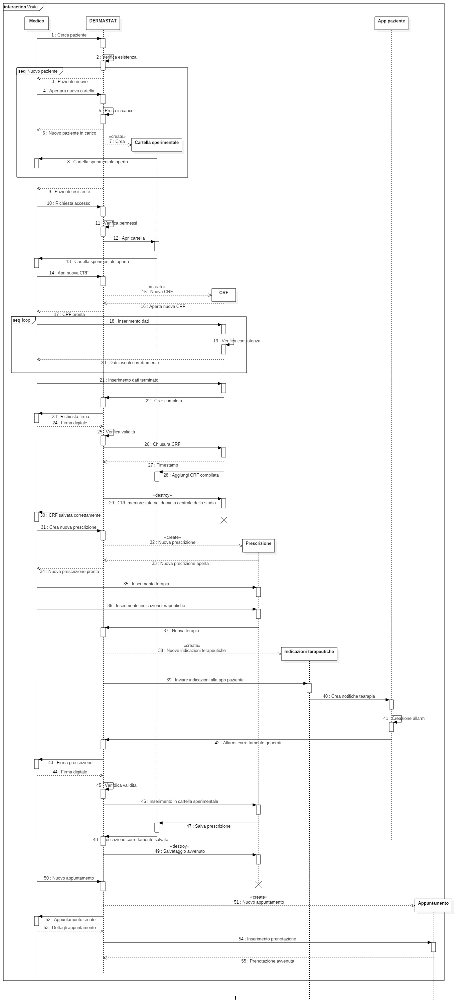 interaction Visita
Medico
DERMASTAT
App paziente
1 : Cerca paziente
2 : Verifica esistenza
seq Nuovo paziente
3 : Paziente nuovo
4 : Apertura nuova cartella
5 : Presa in carico
6 : Nuovo paziente in carico
«create»
7 : Crea
Cartella sperimentale
8 : Cartella sperimentale aperta
9 : Paziente esistente
10 : Richiesta accesso
11 : Verifica permessi
12 : Apri cartella
13 : Cartella sperimentale aperta
14 : Apri nuova CRF
«create»
15 : Nuova CRF
CRF
16 : Aperta nuova CRF
17 : CRF pronta
seq loop
18 : Inserimento dati
19 : Verifica consistenza
20 : Dati inseriti correttamente
21 : Inserimento dati terminato
22 : CRF completa
23 : Richiesta firma
24 : Firma digitale
25 : Verifica validità
26 : Chiusura CRF
27 : Timestamp
28 : Aggiungi CRF compilata
«destroy»
29 : CRF memorizzata nel dominio centrale dello studio
30 : CRF salvata correttamente
31 : Crea nuova prescrizione
«create»
32 : Nuova prescrizione
Prescrizione
33 : Nuova precrizione aperta
34 : Nuova prescrizione pronta
35 : Inserimento terapia
36 : Inserimento indicazioni terapeutiche
37 : Nuova terapia
«create»
38 : Nuove indicazioni terapeutiche
Indicazioni terapeutiche
39 : Inviare indicazioni alla app paziente
40 : Crea notifiche tearapia
41 : Creazione allarmi
42 : Allarmi correttamente generati
43 : Firma prescrizione
44 : Firma digitale
45 : Verifdica validità
46 : Inserimento in cartella sperimentale
47 : Salva prescrizione
48 : Prescrizione correttamente salvata
«destroy»
49 : Salvataggio avvenuto
50 : Nuovo appuntamento
«create»
51 : Nuovo appuntamento
Appuntamento
52 : Appuntamento creato
53 : Dettagli appuntamento
54 : Inserimento prenotazione
55 : Prenotazione avvenuta